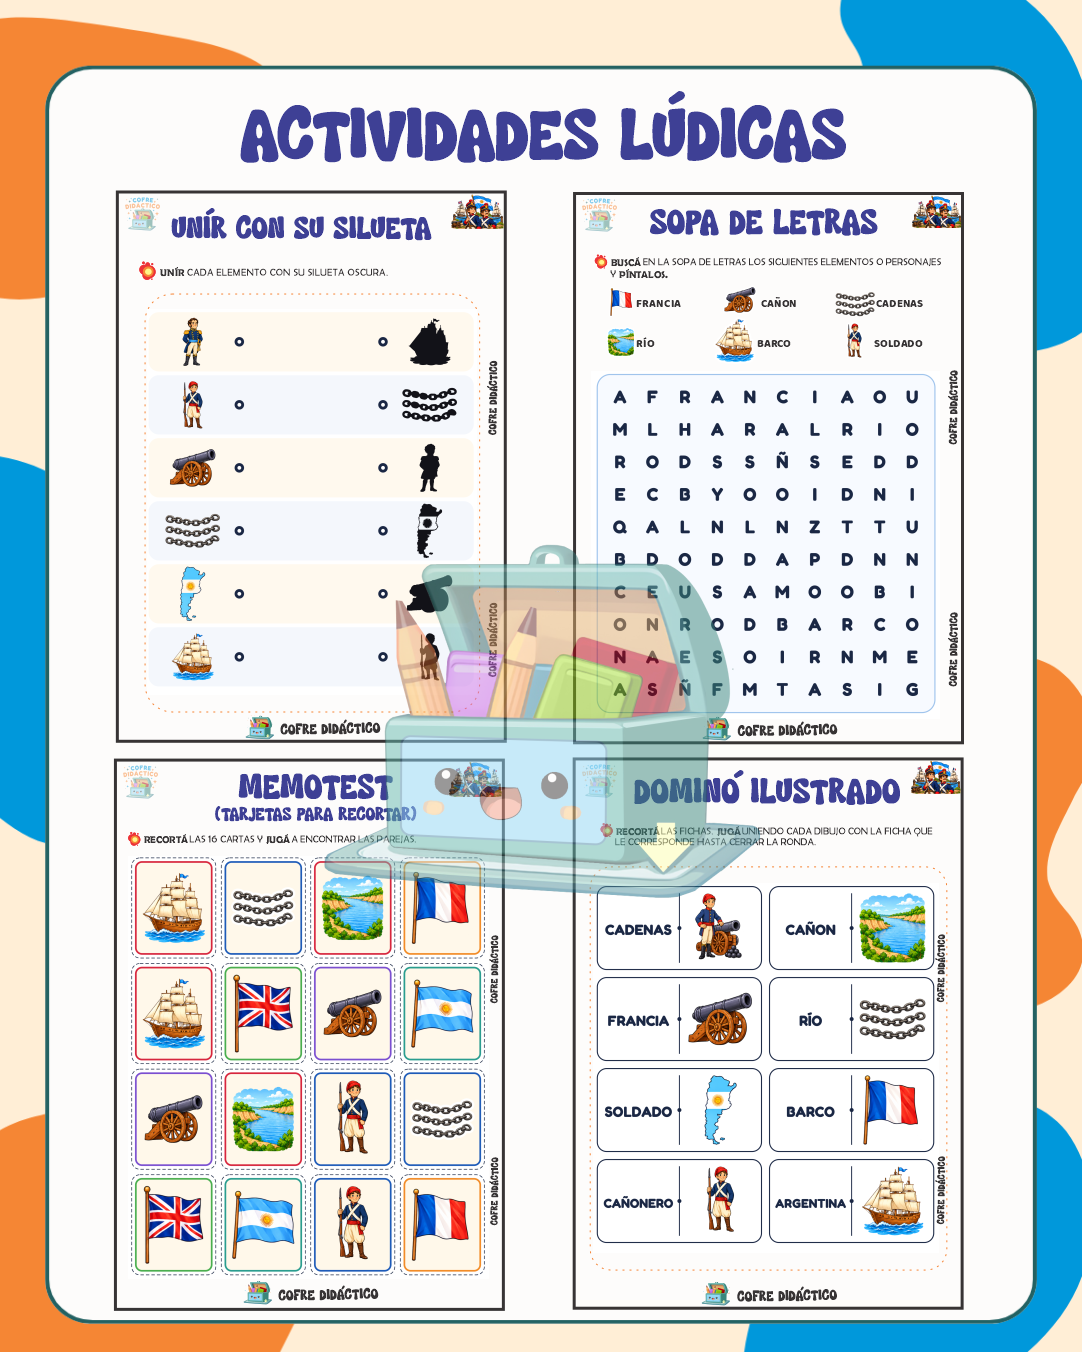 ACTIVIDADES LÚDICAS
COFRE
DIDÁCTICO
UNÍR CON SU SILUETA
UNÍR CADA ELEMENTO CON SU SILUETA OSCURA.
COFRE DIDÁCTICO
COFRE DIDÁCTICO
COFRE DIDÁCTICO
SOPA DE LETRAS
BUSCÁ EN LA SOPA DE LETRAS LOS SIGUIENTES ELEMENTOS O PERSONAJES
Y PÍNTALOS.
FRANCIA
CAÑON
CADENAS
RÍO
BARCO
SOLDADO
A F R A N C I A O U
M L H A R A L R I O
R O D S S Ñ S E D D
E C B Y O O I D N I
Q A L N L N Z T T U
B D O D D A P D N N
C E U S A M O O B I
O N R O D B A R C O
N A E S O I R N M E
A S Ñ F M T A S I G
COFRE DIDÁCTICO
COFRE DIDÁCTICO
COFRE DIDÁCTICO
COFRE
DIDÁCTICO
MEMOTEST
(TARJETAS PARA RECORTAR)
RECORTÁ LAS 16 CARTAS Y JUGÁ A ENCONTRAR LAS PAREJAS.
COFRE DIDÁCTICO
COFRE DIDÁCTICO
COFRE DIDÁCTICO
DOMINÓ ILUSTRADO
RECORTÁ LAS FICHAS. JUGÁ UNIENDO CADA DIBUJO CON LA FICHA QUE
LE CORRESPONDE HASTA CERRAR LA RONDA.
CADENAS
CAÑON
FRANCIA
RÍO
SOLDADO
BARCO
CAÑONERO
ARGENTINA
COFRE DIDÁCTICO
COFRE DIDÁCTICO
COFRE DIDÁCTICO